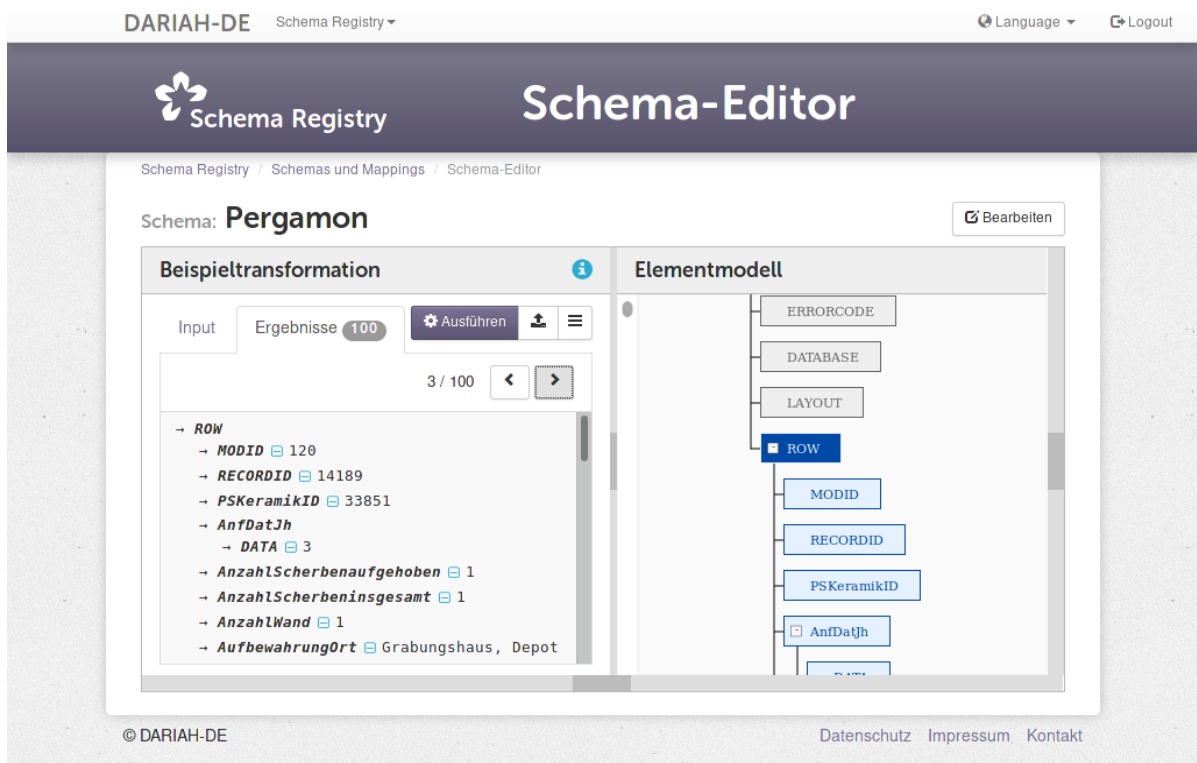 DARIAH-DE Schema Registry Language Logout
Schema Registry Schema-Editor
Schema Registry / Schemas und Mappings / Schema-Editor
Schema: Pergamon Bearbeiten
Beispieltransformation
Input Ergebnisse 100 Ausführen
3 / 100
→ ROW
→ MODID 120
→ RECORDID 14189
→ PSKeramikID 33851
→ AnfDatJh
→ DATA 3
→ AnzahlScherbenaufgehoben 1
→ AnzahlScherbeninsgesamt 1
→ AnzahlWand 1
→ AufbewahrungOrt Grabungshaus, Depot
Elementmodell
ERRORCODE
DATABASE
LAYOUT
ROW
MODID
RECORDID
PSKeramikID
AnfDatJh
DATA
© DARIAH-DE Datenschutz Impressum Kontakt